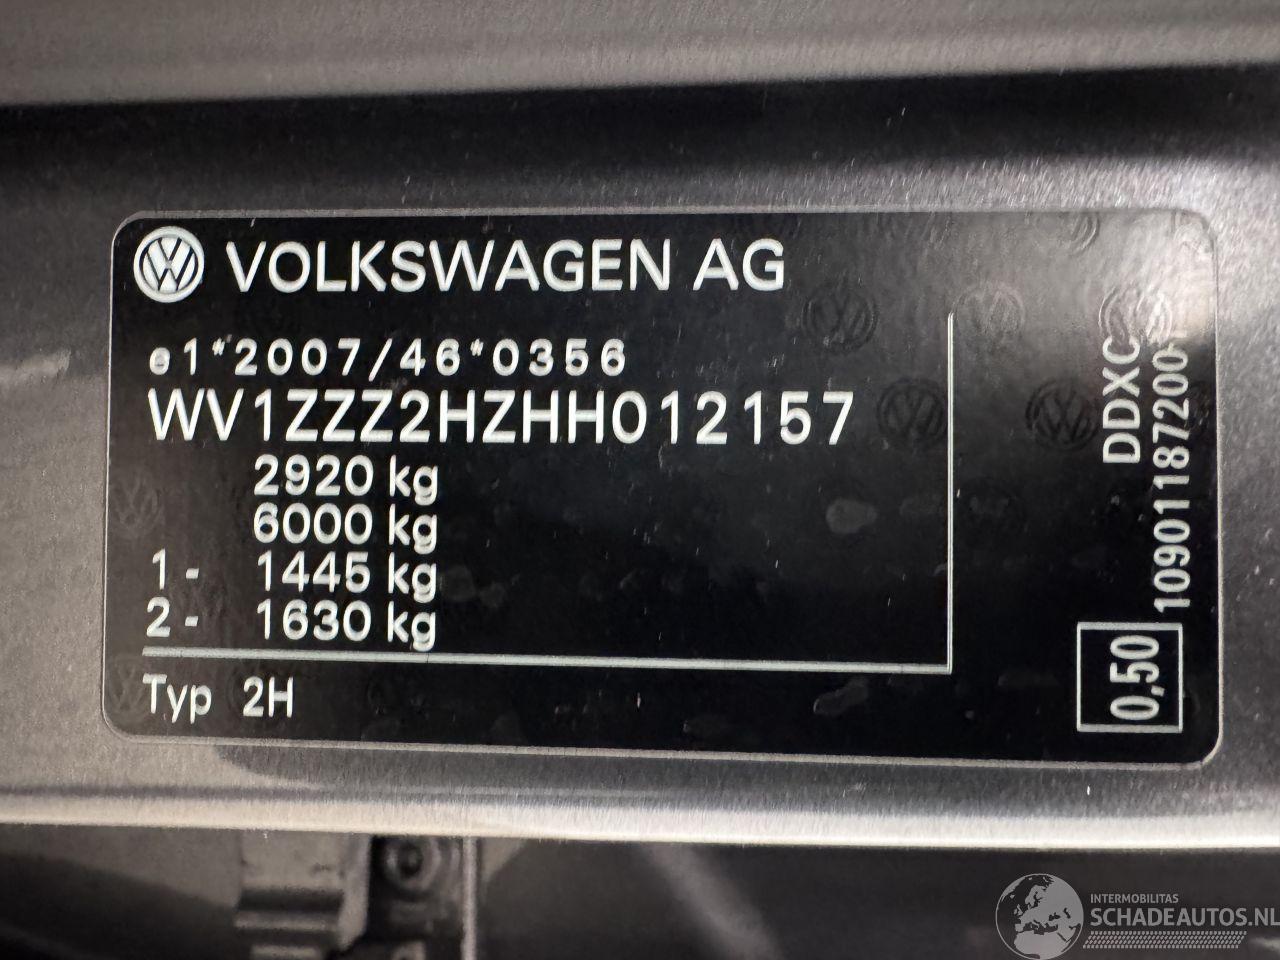 VOLKSWAGEN AG
e1*2007/46*0356
WV1ZZZ2HZHH012157
2920 kg
6000 kg
1- 1445 kg
2- 1630 kg
Typ 2H
DDXC
10901187200
0,50
INTERMOBILITAS
SCHADEAUTOS.NL